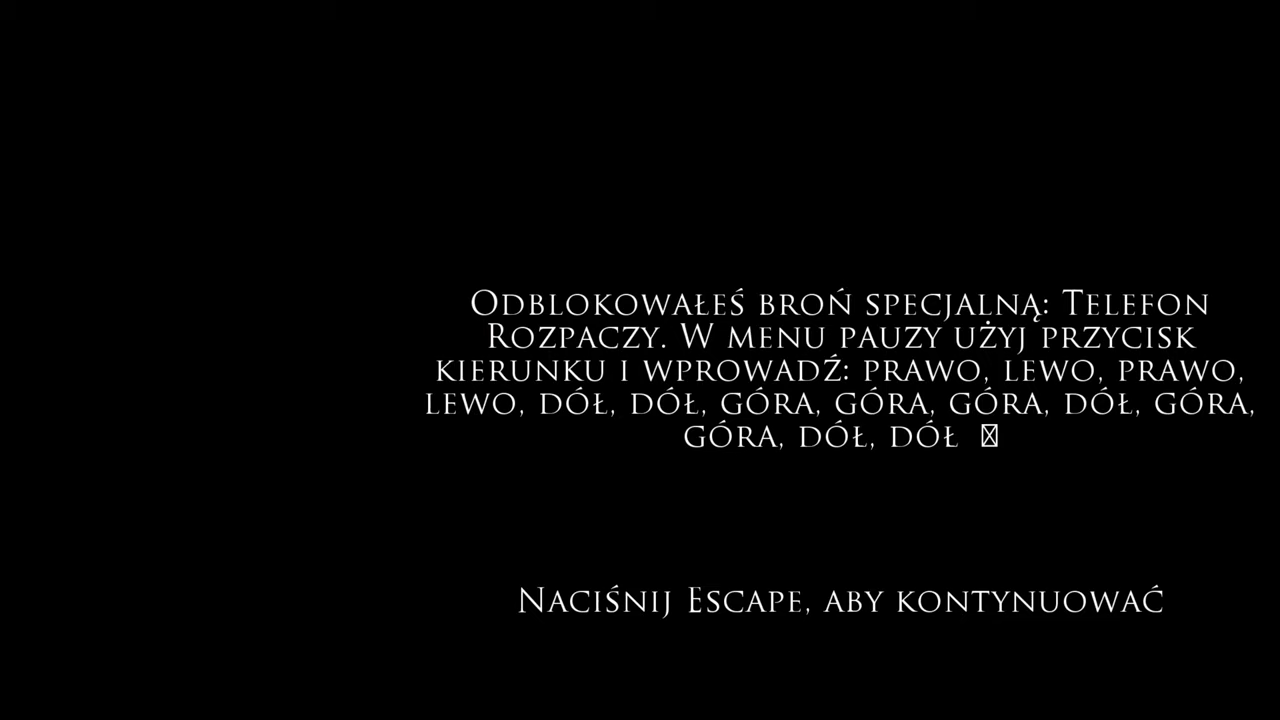 Odblokowałeś broń specjalną: Telefon
Rozpaczy. W menu pauzy użyj przycisk
kierunku i wprowadź: prawo, lewo, prawo,
lewo, dół, dół, góra, góra, góra, dół, góra,
góra, dół, dół
Naciśnij Escape, aby kontynuować